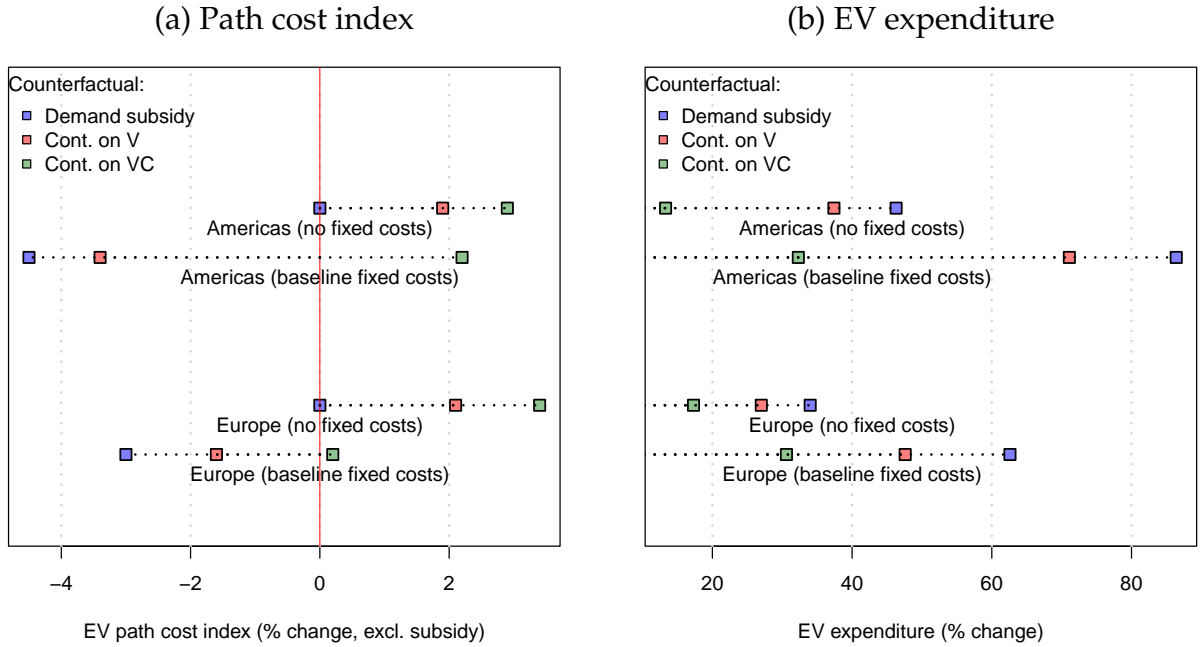 (a) Path cost index
Counterfactual:
Demand subsidy
Cont. on V
Cont. on VC
Americas (no fixed costs)
Americas (baseline fixed costs)
Europe (no fixed costs)
Europe (baseline fixed costs)
−4 −2 0 2
EV path cost index (% change, excl. subsidy)
(b) EV expenditure
Counterfactual:
Demand subsidy
Cont. on V
Cont. on VC
Americas (no fixed costs)
Americas (baseline fixed costs)
Europe (no fixed costs)
Europe (baseline fixed costs)
20 40 60 80
EV expenditure (% change)